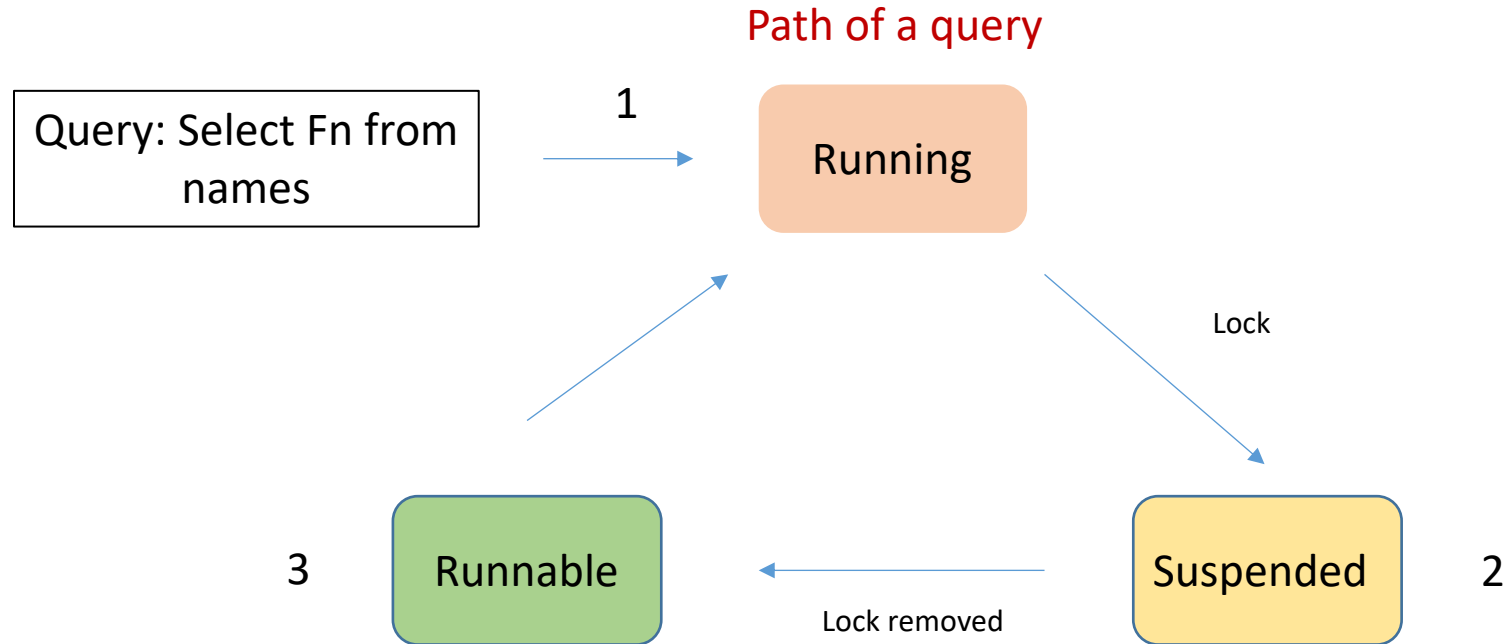 Path of a query
Query: Select Fn from
names
1
Running
Lock
3
Runnable
Lock removed
Suspended
2